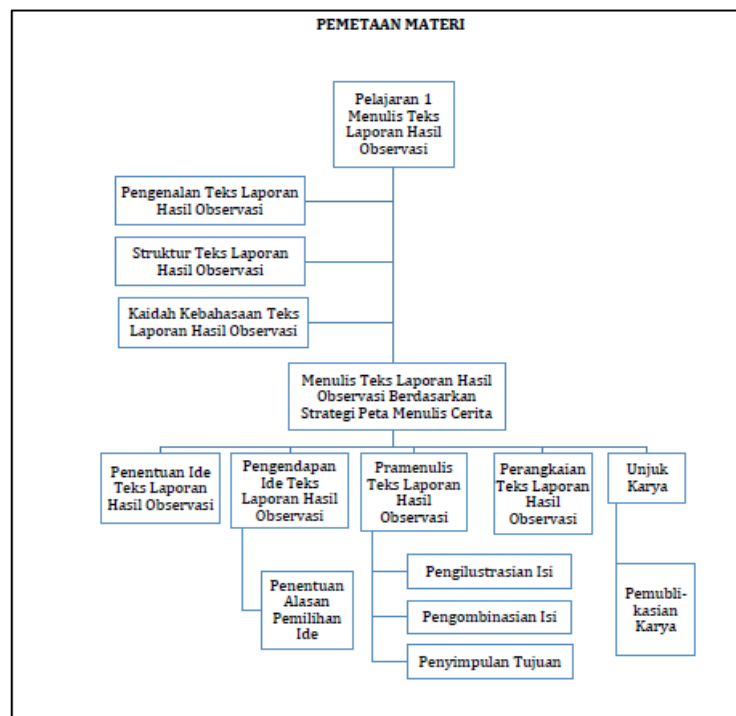 PEMETAAN MATERI
Pelajaran 1
Menulis Teks
Laporan Hasil
Observasi
Pengenalan Teks Laporan
Hasil Observasi
Struktur Teks Laporan
Hasil Observasi
Kaidah Kebahasaan Teks
Laporan Hasil Observasi
Menulis Teks Laporan Hasil
Observasi Berdasarkan
Strategi Peta Menulis Cerita
Penentuan Ide
Teks Laporan
Hasil Observasi
Pengendapan
Ide Teks
Laporan Hasil
Observasi
Pramenulis
Teks Laporan
Hasil
Observasi
Perangkaian
Teks Laporan
Hasil
Observasi
Unjuk
Karya
Penentuan
Alasan
Pemilihan
Ide
Pengilustrasian Isi
Pengombinasian Isi
Penyimpulan Tujuan
Pemubli-
kasian
Karya